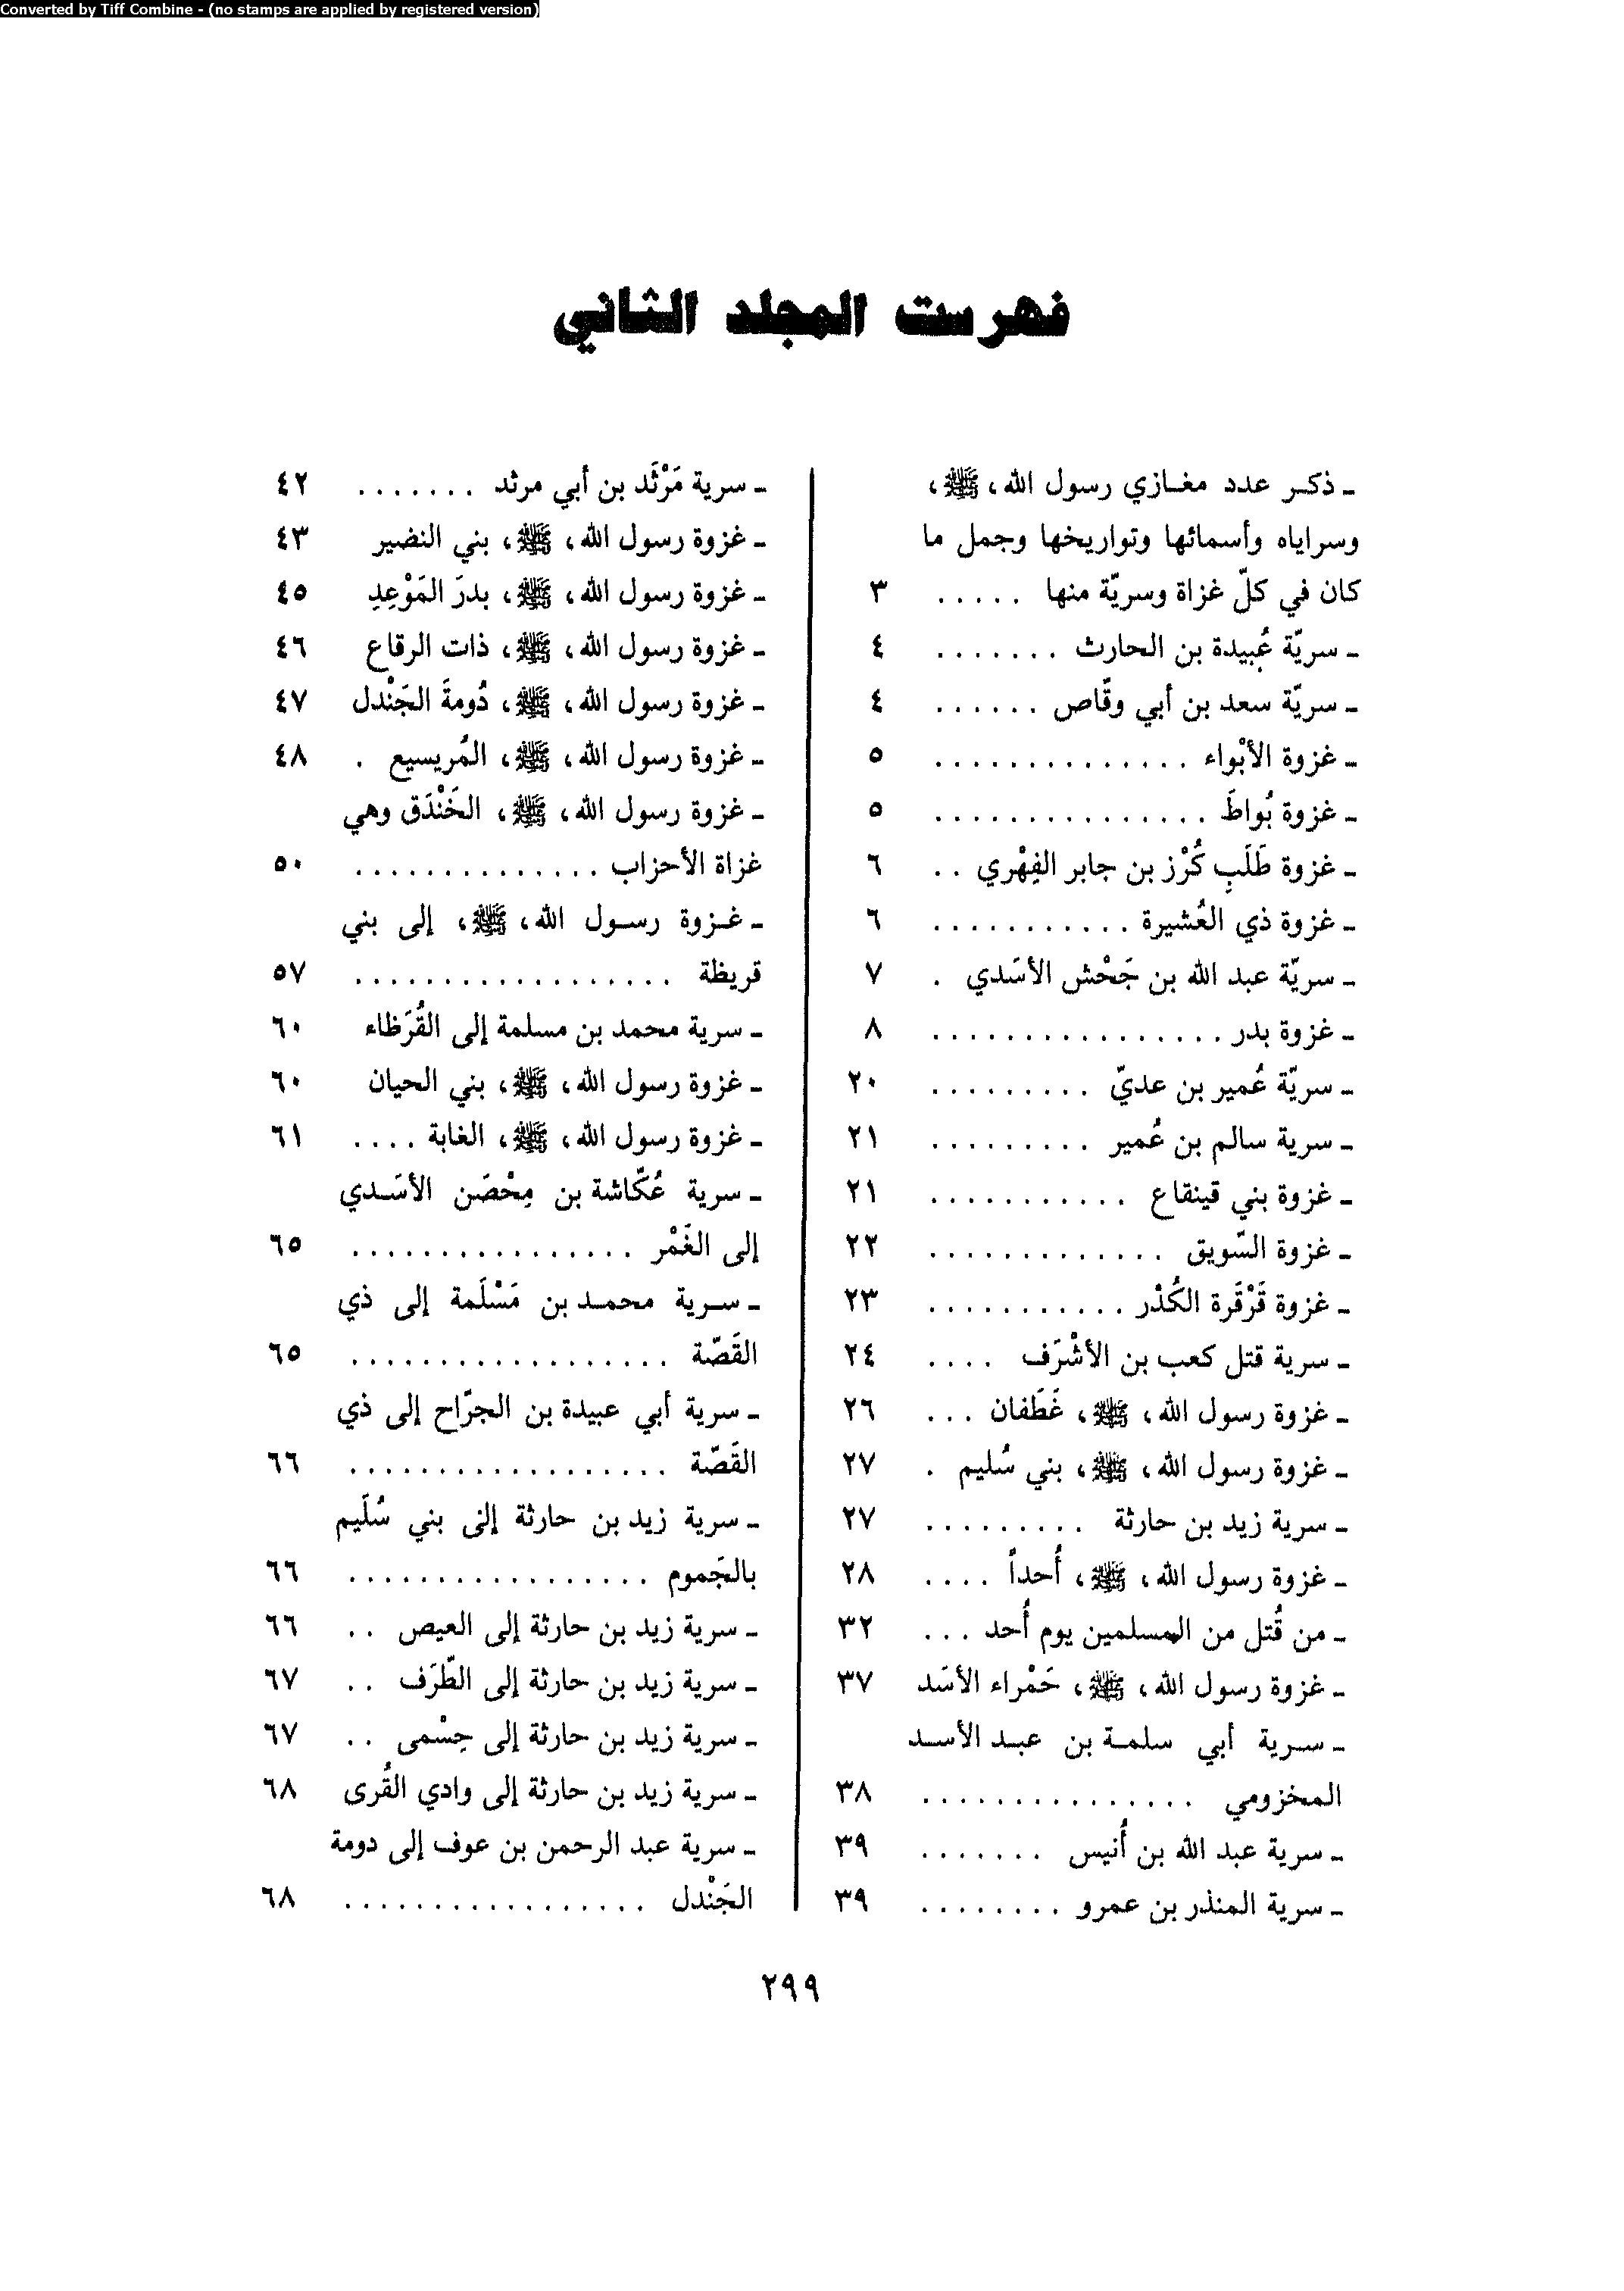 Converted by Tiff Combine - (no stamps are applied by registered version)
فهرست المجلد الثاني
ـ ذكـر عدد مغـازي رسول الله، ﷺ،
وسراياه وأسمائها وتواريخها وجمل ما
كان في كلّ غزاة وسريّة منها . . . . . ٣
ـ سريّة عُبيدة بن الحارث . . . . . . . ٤
ـ سريّة سعد بن أبي وقّاص . . . . . . ٤
ـ غزوة الأبْواء . . . . . . . . . . . . . . ٥
ـ غزوة بُواطَ . . . . . . . . . . . . . . . ٥
ـ غزوة طَلَبِ كُرْز بن جابر الفِهْري . . ٦
ـ غزوة ذي العُشيرة . . . . . . . . . . . ٦
ـ سريّة عبد الله بن جَحْش الأسَدي . ٧
ـ غزوة بدر . . . . . . . . . . . . . . . . ٨
ـ سريّة عُمير بن عديّ . . . . . . . . . ٢٠
ـ سرية سالم بن عُمير . . . . . . . . . ٢١
ـ غزوة بني قينقاع . . . . . . . . . . . ٢١
ـ غزوة السّويق . . . . . . . . . . . . . ٢٢
ـ غزوة قَرْقَرة الكُدْر . . . . . . . . . . . ٢٣
ـ سرية قتل كعب بن الأشْرَف . . . . ٢٤
ـ غزوة رسول الله، ﷺ، غَطَفان . . . ٢٦
ـ غزوة رسول الله، ﷺ، بني سُليم . ٢٧
ـ سرية زيد بن حارثة . . . . . . . . . ٢٧
ـ غزوة رسول الله، ﷺ، أُحداً . . . . ٢٨
ـ من قُتل من المسلمين يوم أُحد . . . ٣٢
ـ غزوة رسول الله، ﷺ، حَمْراء الأسَد ٣٧
ـ سـرية أبي سلمـة بن عبـد الأسـد
المخزومي . . . . . . . . . . . . . . . ٣٨
ـ سرية عبد الله بن أُنيس . . . . . . . ٣٩
ـ سرية المنذر بن عمرو . . . . . . . . ٣٩
ـ سرية مَرْثَد بن أبي مرثد . . . . . . . ٤٢
ـ غزوة رسول الله، ﷺ، بني النضير ٤٣
ـ غزوة رسول الله، ﷺ، بدرَ المَوْعِدِ ٤٥
ـ غزوة رسول الله، ﷺ، ذات الرقاع ٤٦
ـ غزوة رسول الله، ﷺ، دُومةَ الجَنْدل ٤٧
ـ غزوة رسول الله، ﷺ، المُريسيع . ٤٨
ـ غزوة رسول الله، ﷺ، الخَنْدَق وهي
غزاة الأحزاب . . . . . . . . . . . . . . ٥٠
ـ غـزوة رسـول الله، ﷺ، إلى بني
قريظة . . . . . . . . . . . . . . . . . . ٥٧
ـ سرية محمد بن مسلمة إلى القُرَظاء ٦٠
ـ غزوة رسول الله، ﷺ، بني الحيان ٦٠
ـ غزوة رسول الله، ﷺ، الغابة . . . . ٦١
ـ سرية عُكّاشة بن مِحْصَن الأسَـدي
إلى الغَمْر . . . . . . . . . . . . . . . . ٦٥
ـ سـرية محمـد بن مَسْلَمة إلى ذي
القَصّة . . . . . . . . . . . . . . . . . . ٦٥
ـ سرية أبي عبيدة بن الجرّاح إلى ذي
القَصّة . . . . . . . . . . . . . . . . . . ٦٦
ـ سرية زيد بن حارثة إلى بني سُلَيم
بالجَموم . . . . . . . . . . . . . . . . . ٦٦
ـ سرية زيد بن حارثة إلى العيص . . ٦٦
ـ سرية زيد بن حارثة إلى الطّرَف . . ٦٧
ـ سرية زيد بن حارثة إلى حِسْمى . . ٦٧
ـ سرية زيد بن حارثة إلى وادي القُرى ٦٨
ـ سرية عبد الرحمن بن عوف إلى دومة
الجَنْدل . . . . . . . . . . . . . . . . . ٦٨
٢٩٩